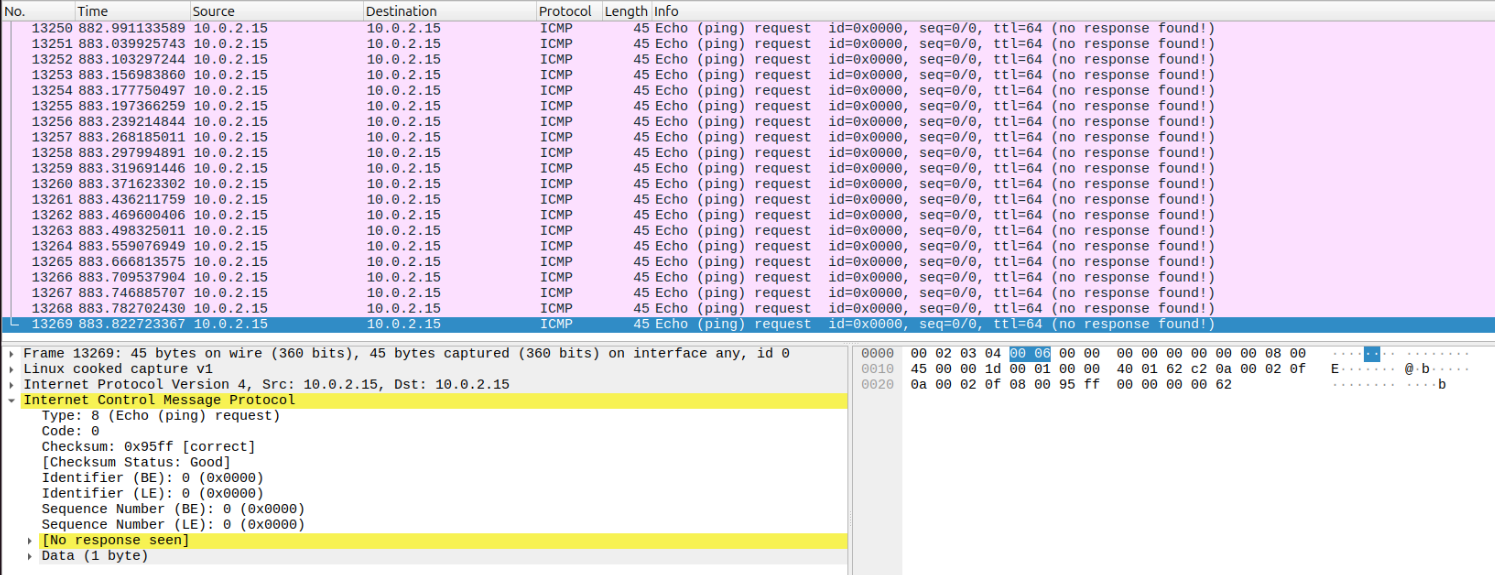 No. Time Source Destination Protocol Length Info
13250 882.991133589 10.0.2.15 10.0.2.15 ICMP 45 Echo (ping) request id=0x0000, seq=0/0, ttl=64 (no response found!)
13251 883.039925743 10.0.2.15 10.0.2.15 ICMP 45 Echo (ping) request id=0x0000, seq=0/0, ttl=64 (no response found!)
13252 883.103297244 10.0.2.15 10.0.2.15 ICMP 45 Echo (ping) request id=0x0000, seq=0/0, ttl=64 (no response found!)
13253 883.156983860 10.0.2.15 10.0.2.15 ICMP 45 Echo (ping) request id=0x0000, seq=0/0, ttl=64 (no response found!)
13254 883.177750497 10.0.2.15 10.0.2.15 ICMP 45 Echo (ping) request id=0x0000, seq=0/0, ttl=64 (no response found!)
13255 883.197366259 10.0.2.15 10.0.2.15 ICMP 45 Echo (ping) request id=0x0000, seq=0/0, ttl=64 (no response found!)
13256 883.239214844 10.0.2.15 10.0.2.15 ICMP 45 Echo (ping) request id=0x0000, seq=0/0, ttl=64 (no response found!)
13257 883.268185011 10.0.2.15 10.0.2.15 ICMP 45 Echo (ping) request id=0x0000, seq=0/0, ttl=64 (no response found!)
13258 883.297994891 10.0.2.15 10.0.2.15 ICMP 45 Echo (ping) request id=0x0000, seq=0/0, ttl=64 (no response found!)
13259 883.319691446 10.0.2.15 10.0.2.15 ICMP 45 Echo (ping) request id=0x0000, seq=0/0, ttl=64 (no response found!)
13260 883.371623302 10.0.2.15 10.0.2.15 ICMP 45 Echo (ping) request id=0x0000, seq=0/0, ttl=64 (no response found!)
13261 883.436211759 10.0.2.15 10.0.2.15 ICMP 45 Echo (ping) request id=0x0000, seq=0/0, ttl=64 (no response found!)
13262 883.469600406 10.0.2.15 10.0.2.15 ICMP 45 Echo (ping) request id=0x0000, seq=0/0, ttl=64 (no response found!)
13263 883.498325011 10.0.2.15 10.0.2.15 ICMP 45 Echo (ping) request id=0x0000, seq=0/0, ttl=64 (no response found!)
13264 883.559076949 10.0.2.15 10.0.2.15 ICMP 45 Echo (ping) request id=0x0000, seq=0/0, ttl=64 (no response found!)
13265 883.666813575 10.0.2.15 10.0.2.15 ICMP 45 Echo (ping) request id=0x0000, seq=0/0, ttl=64 (no response found!)
13266 883.709537904 10.0.2.15 10.0.2.15 ICMP 45 Echo (ping) request id=0x0000, seq=0/0, ttl=64 (no response found!)
13267 883.746885707 10.0.2.15 10.0.2.15 ICMP 45 Echo (ping) request id=0x0000, seq=0/0, ttl=64 (no response found!)
13268 883.782702430 10.0.2.15 10.0.2.15 ICMP 45 Echo (ping) request id=0x0000, seq=0/0, ttl=64 (no response found!)
13269 883.822723367 10.0.2.15 10.0.2.15 ICMP 45 Echo (ping) request id=0x0000, seq=0/0, ttl=64 (no response found!)
Frame 13269: 45 bytes on wire (360 bits), 45 bytes captured (360 bits) on interface any, id 0
Linux cooked capture v1
Internet Protocol Version 4, Src: 10.0.2.15, Dst: 10.0.2.15
Internet Control Message Protocol
Type: 8 (Echo (ping) request)
Code: 0
Checksum: 0x95ff [correct]
[Checksum Status: Good]
Identifier (BE): 0 (0x0000)
Identifier (LE): 0 (0x0000)
Sequence Number (BE): 0 (0x0000)
Sequence Number (LE): 0 (0x0000)
[No response seen]
Data (1 byte)
0000 00 02 03 04 00 06 00 00 00 00 00 00 00 00 08 00 ········ ········
0010 45 00 00 1d 00 01 00 00 40 01 62 c2 0a 00 02 0f E······· @·b·····
0020 0a 00 02 0f 08 00 95 ff 00 00 00 00 62 ········ ····b